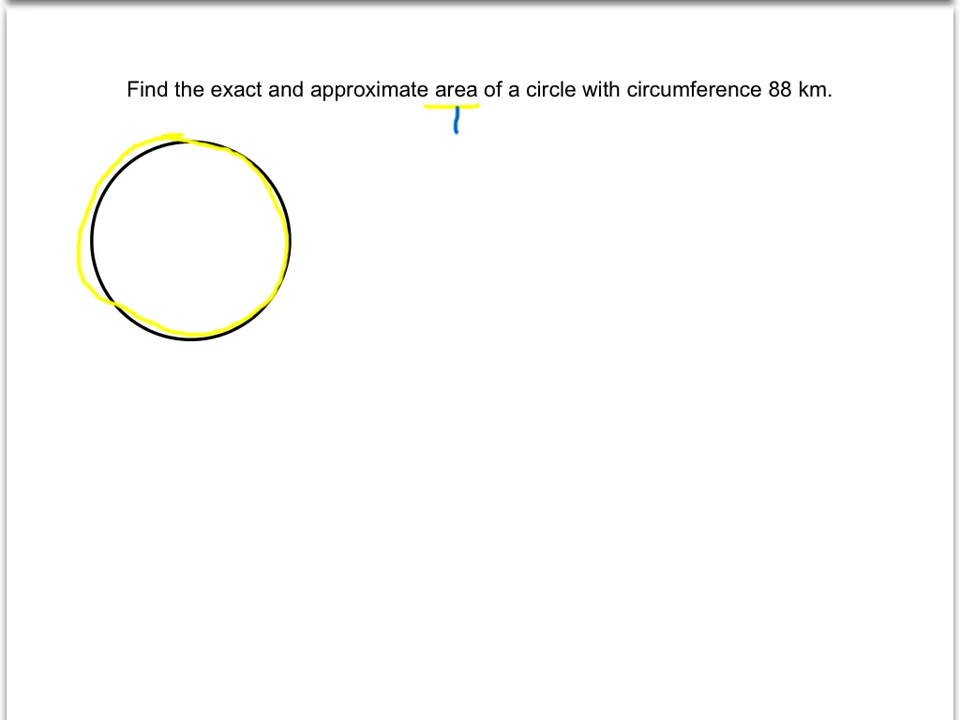 Find the exact and approximate area of a circle with circumference 88 km.